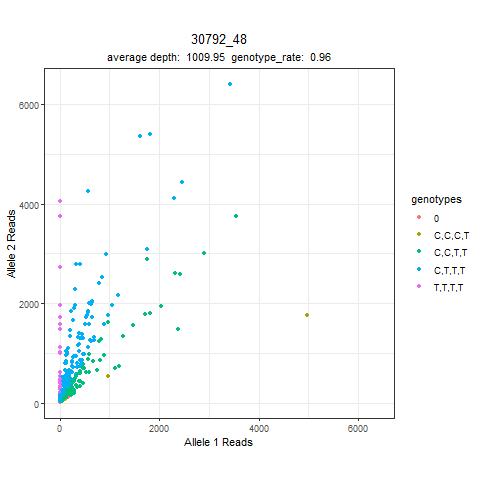 30792_48
average depth:  1009.95  genotype_rate:  0.96
6000
4000
2000
0
Allele 2 Reads
0
2000
4000
6000
Allele 1 Reads
genotypes
0
C,C,C,T
C,C,T,T
C,T,T,T
T,T,T,T